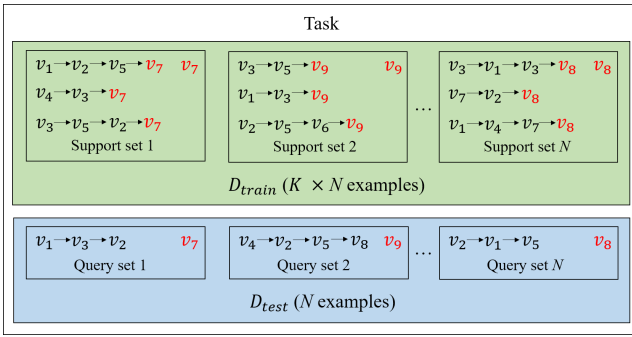 Task
v1→v2→v5→v7 v7
v4→v3→v7
v3→v5→v2→v7
Support set 1
v3→v5→v9 v9
v1→v3→v9
v2→v5→v6→v9
Support set 2
...
v3→v1→v3→v8 v8
v7→v2→v8
v1→v4→v7→v8
Support set N
D_train (K × N examples)
v1→v3→v2 v7
Query set 1
v4→v2→v5→v8 v9
Query set 2
...
v2→v1→v5 v8
Query set N
D_test (N examples)